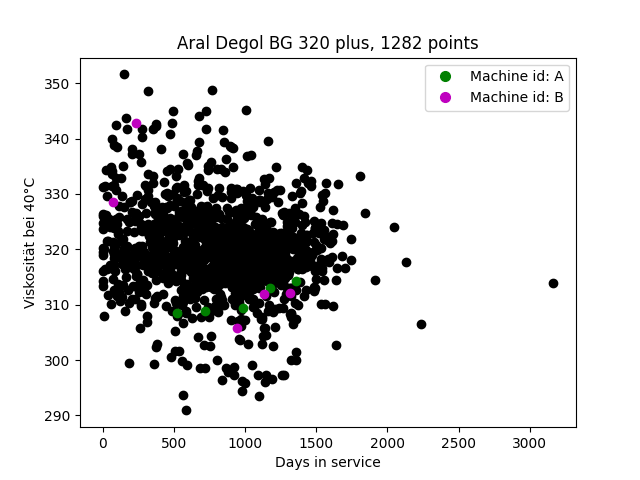 Aral Degol BG 320 plus, 1282 points
Machine id: A
Machine id: B
Viskosität bei 40°C
350
340
330
320
310
300
290
0 500 1000 1500 2000 2500 3000
Days in service